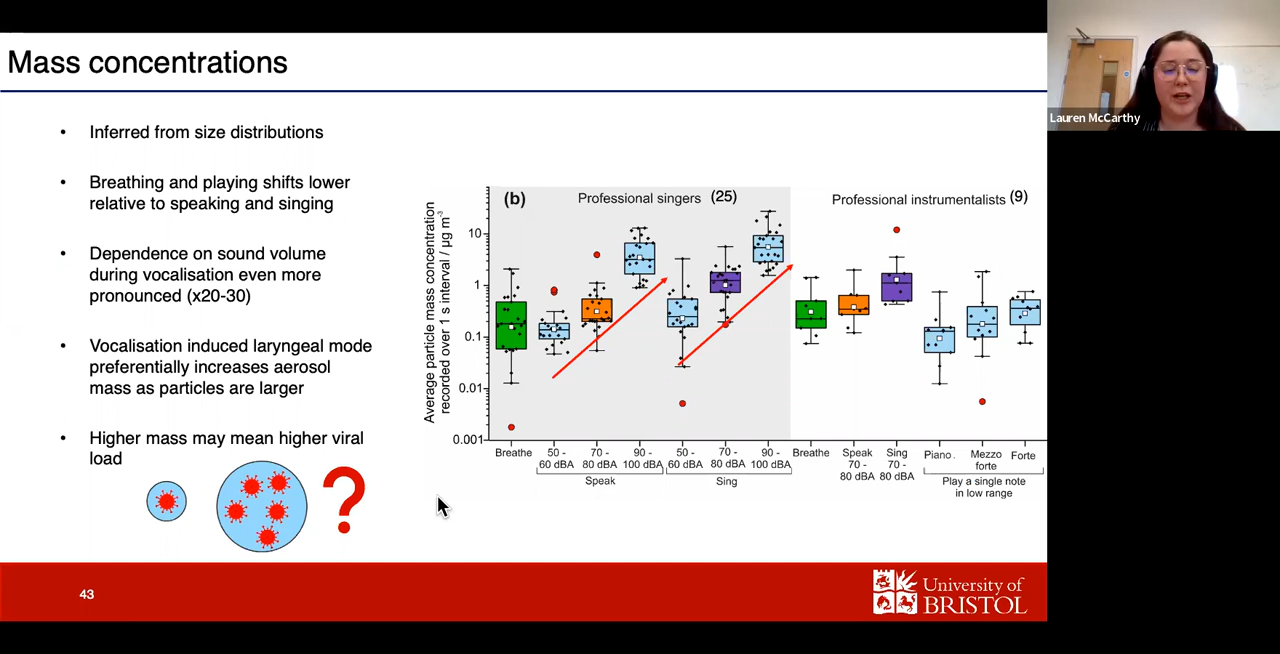 Mass concentrations
Lauren McCarthy
• Inferred from size distributions
• Breathing and playing shifts lower
relative to speaking and singing
• Dependence on sound volume
during vocalisation even more
pronounced (x20-30)
• Vocalisation induced laryngeal mode
preferentially increases aerosol
mass as particles are larger
• Higher mass may mean higher viral
load
?
Average particle mass concentration
recorded over 1 s interval / μg m⁻³
(b) Professional singers (25)
Professional instrumentalists (9)
10
1
0.1
0.01
0.001
Breathe
50 -
60 dBA
70 -
80 dBA
90 -
100 dBA
Speak
50 -
60 dBA
70 -
80 dBA
90 -
100 dBA
Sing
Breathe
Speak
70 -
80 dBA
Sing
70 -
80 dBA
Piano .
Mezzo
forte
Forte
Play a single note
in low range
43
University of
BRISTOL